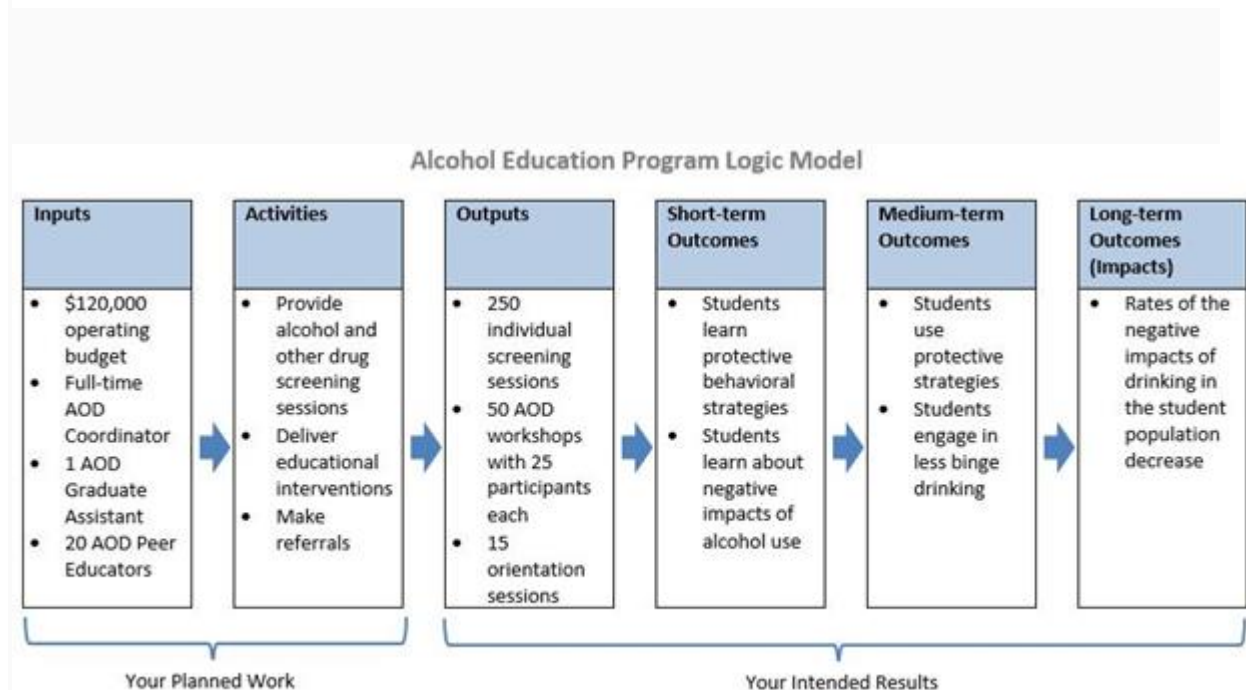 Alcohol Education Program Logic Model
Inputs
• $120,000
operating
budget
• Full-time
AOD
Coordinator
• 1 AOD
Graduate
Assistant
• 20 AOD Peer
Educators
Activities
• Provide
alcohol and
other drug
screening
sessions
• Deliver
educational
interventions
• Make
referrals
Outputs
• 250
individual
screening
sessions
• 50 AOD
workshops
with 25
participants
each
• 15
orientation
sessions
Short-term
Outcomes
• Students
learn
protective
behavioral
strategies
• Students
learn about
negative
impacts of
alcohol use
Medium-term
Outcomes
• Students
use
protective
strategies
• Students
engage in
less binge
drinking
Long-term
Outcomes
(Impacts)
• Rates of the
negative
impacts of
drinking in
the student
population
decrease
Your Planned Work
Your Intended Results